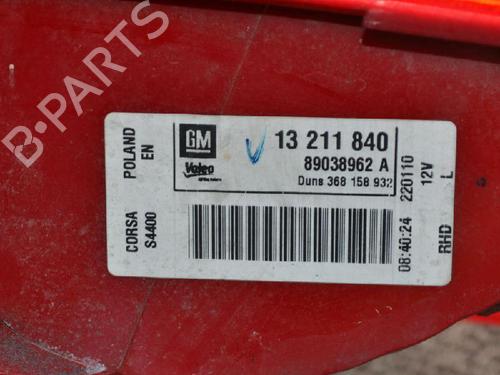 B-PARTS
GM
Valeo
V
13 211 840
89038962 A
Duns 368 158 932
POLAND
EN
CORSA
S4400
220110
12V
L
08:40:24
RHD